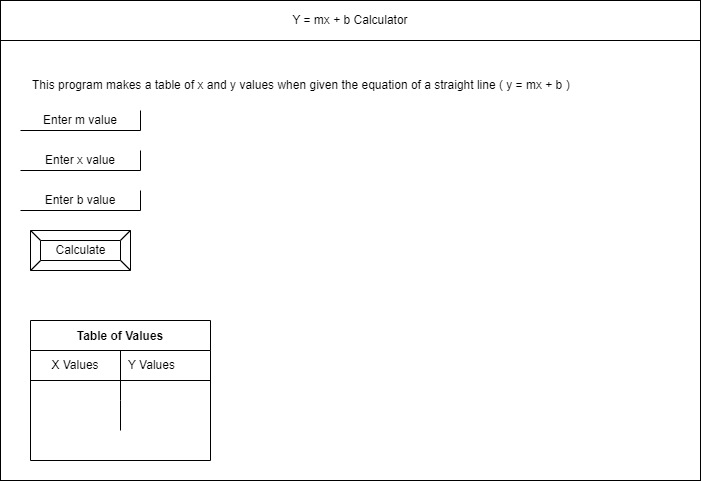 Y = mx + b Calculator
This program makes a table of x and y values when given the equation of a straight line ( y = mx + b )
Enter m value
Enter x value
Enter b value
Calculate
Table of Values
X Values Y Values